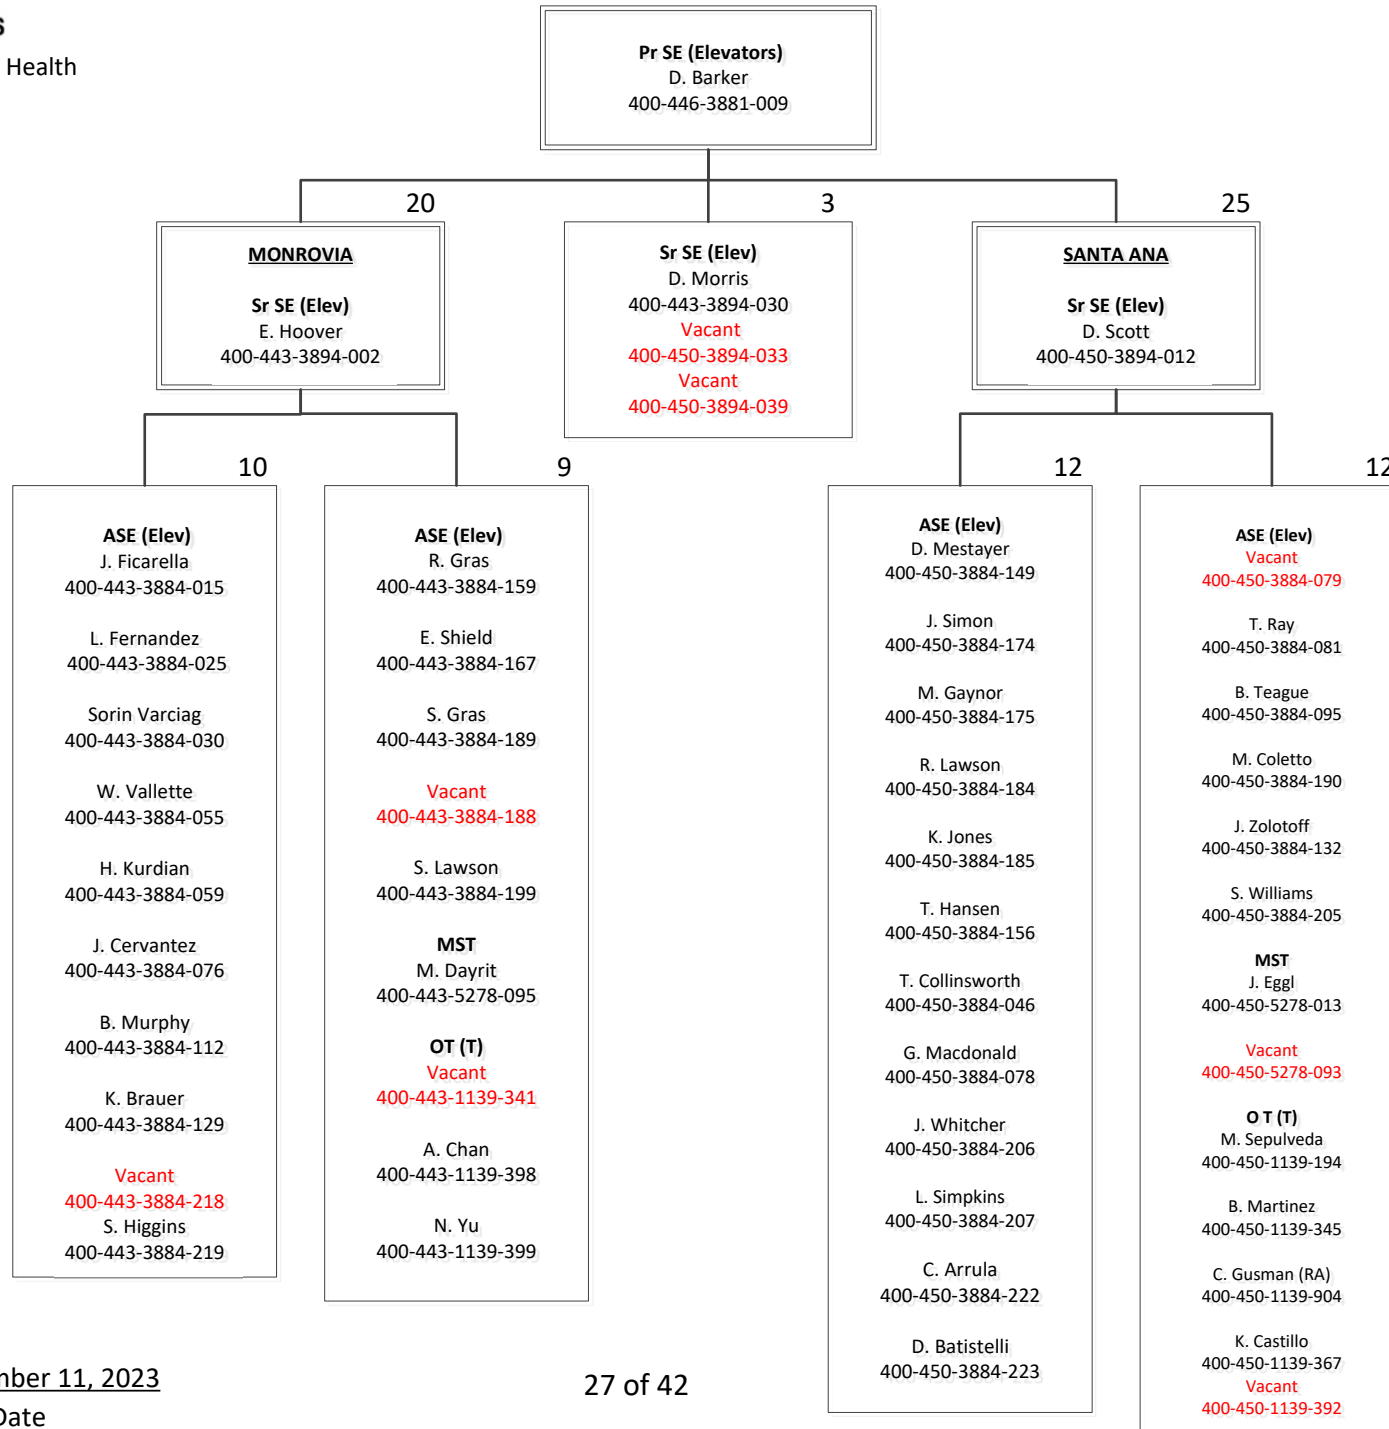 Health
Pr SE (Elevators)
D. Barker
400-446-3881-009
20
MONROVIA
Sr SE (Elev)
E. Hoover
400-443-3894-002
3
Sr SE (Elev)
D. Morris
400-443-3894-030
Vacant
400-450-3894-033
Vacant
400-450-3894-039
25
SANTA ANA
Sr SE (Elev)
D. Scott
400-450-3894-012
10
ASE (Elev)
J. Ficarella
400-443-3884-015
L. Fernandez
400-443-3884-025
Sorin Varciag
400-443-3884-030
W. Vallette
400-443-3884-055
H. Kurdian
400-443-3884-059
J. Cervantez
400-443-3884-076
B. Murphy
400-443-3884-112
K. Brauer
400-443-3884-129
Vacant
400-443-3884-218
S. Higgins
400-443-3884-219
9
ASE (Elev)
R. Gras
400-443-3884-159
E. Shield
400-443-3884-167
S. Gras
400-443-3884-189
Vacant
400-443-3884-188
S. Lawson
400-443-3884-199
MST
M. Dayrit
400-443-5278-095
OT (T)
Vacant
400-443-1139-341
A. Chan
400-443-1139-398
N. Yu
400-443-1139-399
12
ASE (Elev)
D. Mestayer
400-450-3884-149
J. Simon
400-450-3884-174
M. Gaynor
400-450-3884-175
R. Lawson
400-450-3884-184
K. Jones
400-450-3884-185
T. Hansen
400-450-3884-156
T. Collinsworth
400-450-3884-046
G. Macdonald
400-450-3884-078
J. Whitcher
400-450-3884-206
L. Simpkins
400-450-3884-207
C. Arrula
400-450-3884-222
D. Batistelli
400-450-3884-223
12
ASE (Elev)
Vacant
400-450-3884-079
T. Ray
400-450-3884-081
B. Teague
400-450-3884-095
M. Coletto
400-450-3884-190
J. Zolotoff
400-450-3884-132
S. Williams
400-450-3884-205
MST
J. Eggl
400-450-5278-013
Vacant
400-450-5278-093
O T (T)
M. Sepulveda
400-450-1139-194
B. Martinez
400-450-1139-345
C. Gusman (RA)
400-450-1139-904
K. Castillo
400-450-1139-367
Vacant
400-450-1139-392
mber 11, 2023
Date
27 of 42